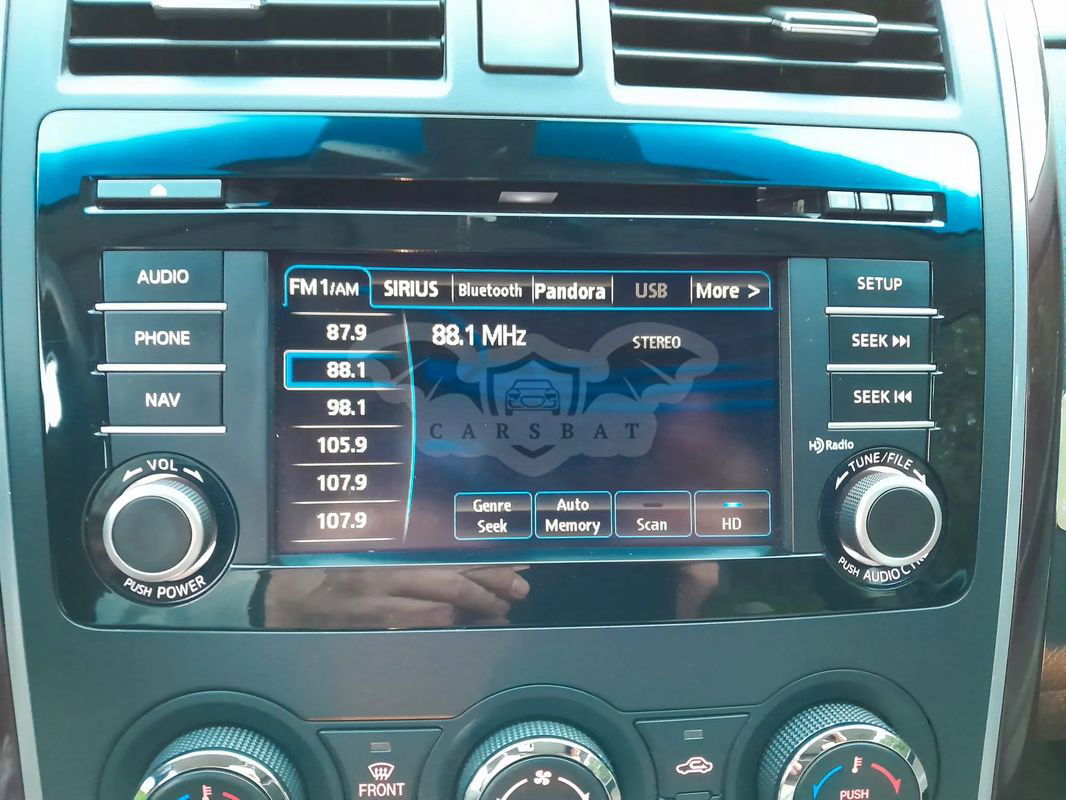 AUDIO
PHONE
NAV
VOL
PUSH POWER
FM1/AM SIRIUS Bluetooth Pandora USB More >
87.9
88.1
98.1
105.9
107.9
107.9
88.1 MHz
STEREO
CARSBAT
Genre Seek
Auto Memory
Scan
HD
SETUP
SEEK
SEEK
HD Radio
TUNE/FILE
PUSH AUDIO
FRONT
PUSH